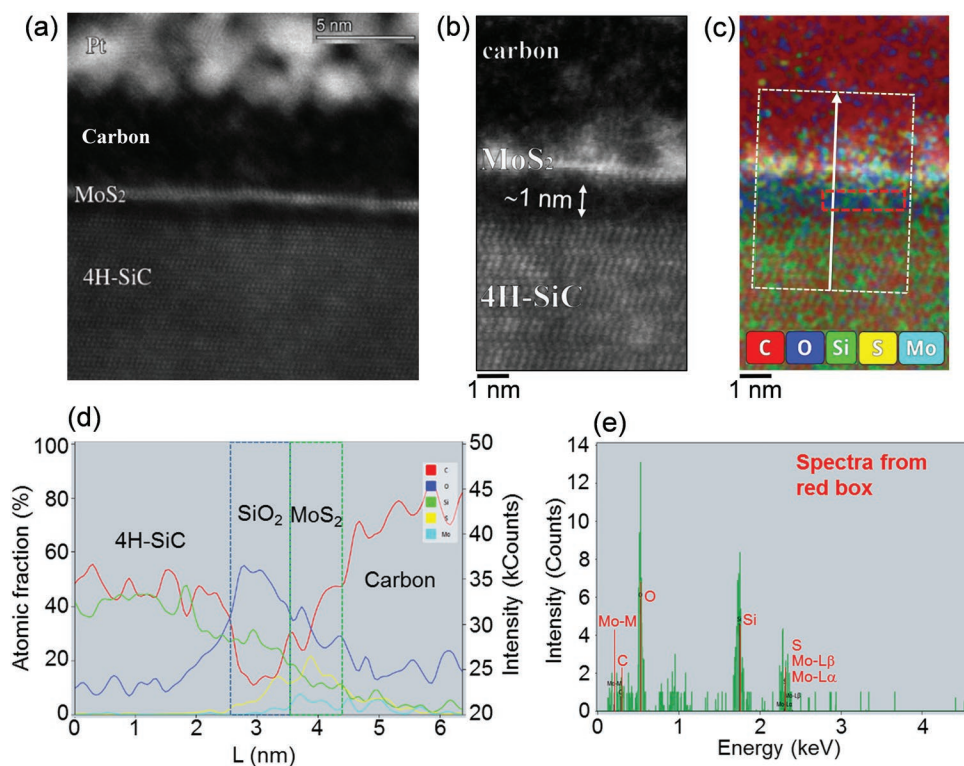 (a)
Pt
5 nm
Carbon
MoS2
4H-SiC
(b)
carbon
MoS2
~1 nm
4H-SiC
1 nm
(c)
C O Si S Mo
1 nm
(d)
Atomic fraction (%)
100
80
60
40
20
0
4H-SiC
SiO2
MoS2
Carbon
C
O
Si
S
Mo
50
45
40
35
30
25
20
Intensity (kCounts)
0 1 2 3 4 5 6
L (nm)
(e)
Intensity (Counts)
14
12
10
8
6
4
2
0
Spectra from
red box
Mo-M
C
O
Si
S
Mo-Lβ
Mo-Lα
Mo-M
0 1 2 3 4
Energy (keV)